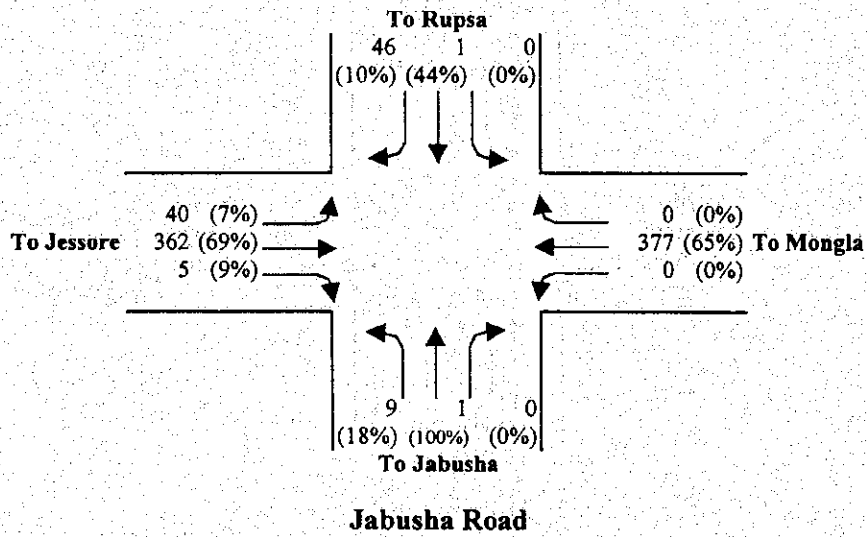 To Rupsa
46 1 0
(10%) (44%) (0%)
40 (7%)
To Jessore 362 (69%)
5 (9%)
0 (0%)
377 (65%) To Mongla
0 (0%)
9 1 0
(18%) (100%) (0%)
To Jabusha
Jabusha Road